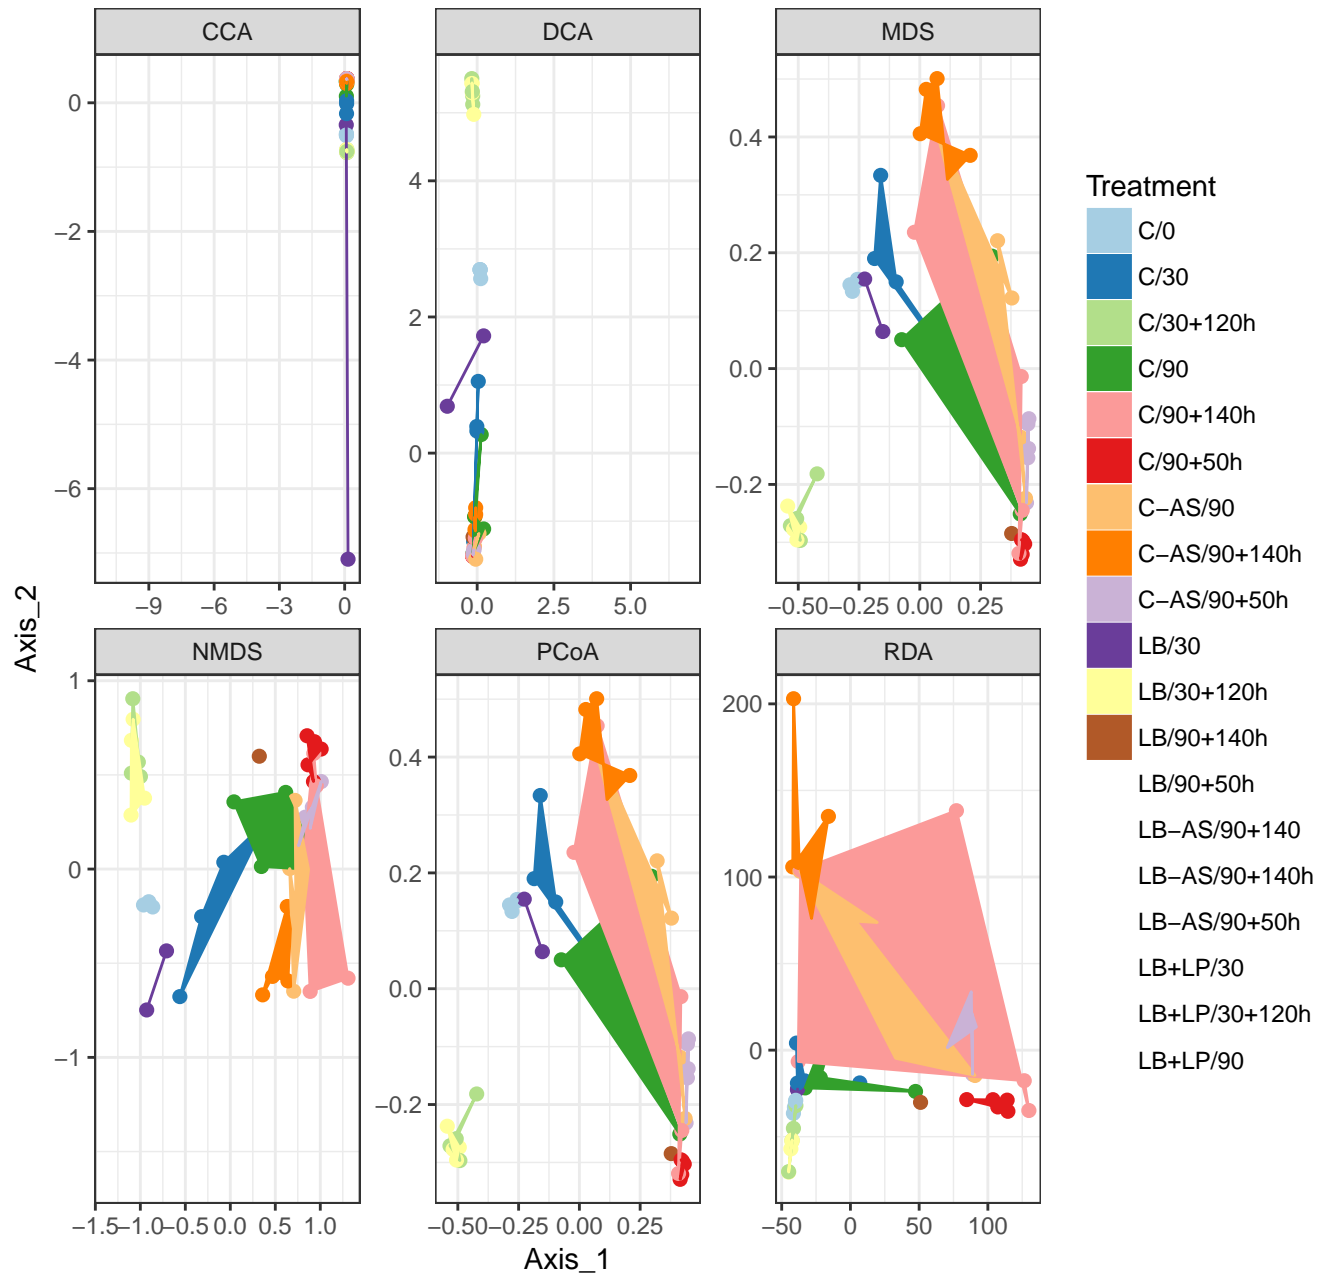 CCA
DCA
MDS
0
−2
−4
−6
−9
−6
−3
0
4
2
0
0.0
2.5
5.0
0.4
0.2
0.0
−0.2
−0.50
−0.25
0.00
0.25
NMDS
PCoA
RDA
1
0
−1
−1.5
−1.0
−0.5
0.0
0.5
1.0
0.4
0.2
0.0
−0.2
−0.50
−0.25
0.00
0.25
200
100
0
−50
0
50
100
Axis_1
Axis_2
Treatment
C/0
C/30
C/30+120h
C/90
C/90+140h
C/90+50h
C−AS/90
C−AS/90+140h
C−AS/90+50h
LB/30
LB/30+120h
LB/90+140h
LB/90+50h
LB−AS/90+140
LB−AS/90+140h
LB−AS/90+50h
LB+LP/30
LB+LP/30+120h
LB+LP/90